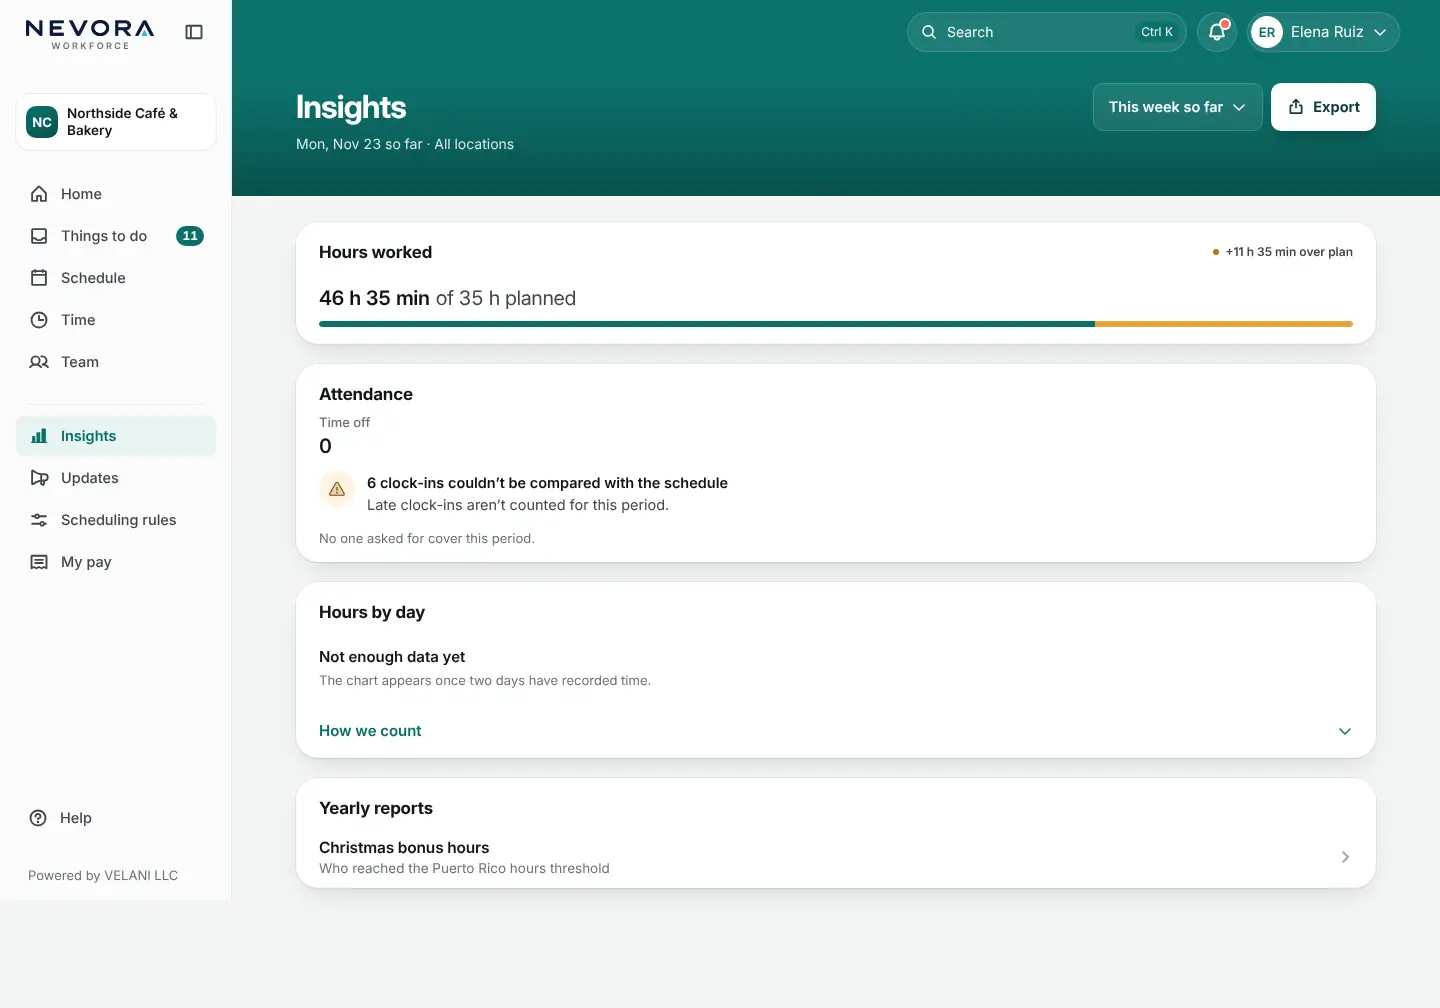 NEVORA
WORKFORCE
Search
Ctrl K
ER
Elena Ruiz
NC
Northside Café &
Bakery
Insights
Mon, Nov 23 so far · All locations
This week so far
Export
Home
Things to do
11
Schedule
Time
Team
Insights
Updates
Scheduling rules
My pay
Help
Powered by VELANI LLC
Hours worked
+11 h 35 min over plan
46 h 35 min of 35 h planned
Attendance
Time off
0
6 clock-ins couldn’t be compared with the schedule
Late clock-ins aren’t counted for this period.
No one asked for cover this period.
Hours by day
Not enough data yet
The chart appears once two days have recorded time.
How we count
Yearly reports
Christmas bonus hours
Who reached the Puerto Rico hours threshold